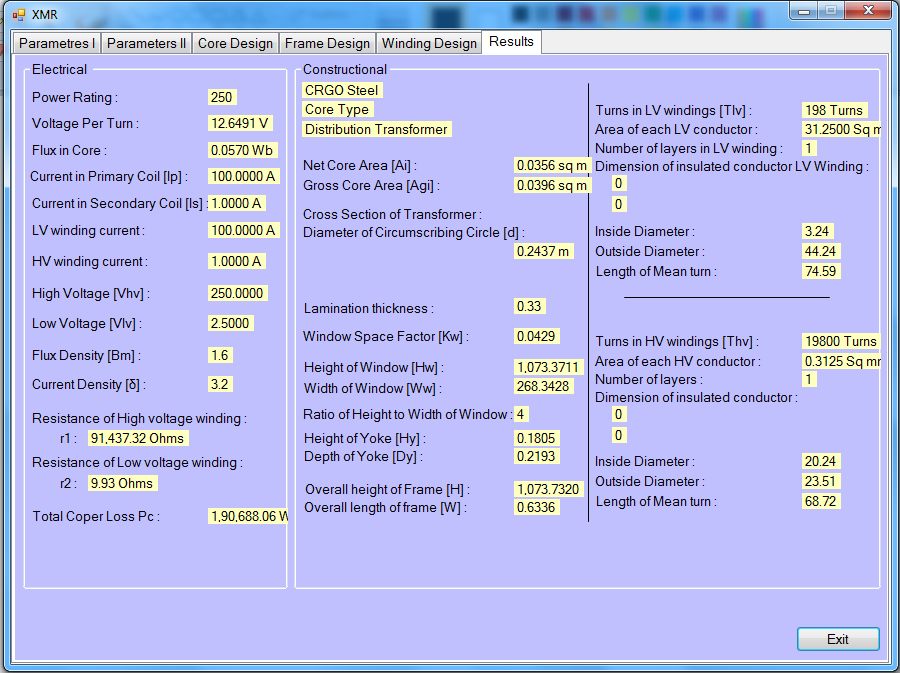 XMR
Parametres I Parameters II Core Design Frame Design Winding Design Results
Electrical
Power Rating : 250
Voltage Per Turn : 12.6491 V
Flux in Core : 0.0570 Wb
Current in Primary Coil [Ip] : 100.0000 A
Current in Secondary Coil [Is] : 1.0000 A
LV winding current : 100.0000 A
HV winding current : 1.0000 A
High Voltage [Vhv] : 250.0000
Low Voltage [Vlv] : 2.5000
Flux Density [Bm] : 1.6
Current Density [δ] : 3.2
Resistance of High voltage winding :
r1 : 91,437.32 Ohms
Resistance of Low voltage winding :
r2 : 9.93 Ohms
Total Coper Loss Pc : 1,90,688.06 W
Constructional
CRGO Steel
Core Type
Distribution Transformer
Net Core Area [Ai] : 0.0356 sq m
Gross Core Area [Agi] : 0.0396 sq m
Cross Section of Transformer :
Diameter of Circumscribing Circle [d] :
0.2437 m
Lamination thickness : 0.33
Window Space Factor [Kw] : 0.0429
Height of Window [Hw] : 1,073.3711
Width of Window [Ww] : 268.3428
Ratio of Height to Width of Window : 4
Height of Yoke [Hy] : 0.1805
Depth of Yoke [Dy] : 0.2193
Overall height of Frame [H] : 1,073.7320
Overall length of frame [W] : 0.6336
Turns in LV windings [Tlv] : 198 Turns
Area of each LV conductor : 31.2500 Sq m
Number of layers in LV winding : 1
Dimension of insulated conductor LV Winding :
0
0
Inside Diameter : 3.24
Outside Diameter : 44.24
Length of Mean turn : 74.59
Turns in HV windings [Thv] : 19800 Turns
Area of each HV conductor : 0.3125 Sq mm
Number of layers : 1
Dimension of insulated conductor :
0
0
Inside Diameter : 20.24
Outside Diameter : 23.51
Length of Mean turn : 68.72
Exit